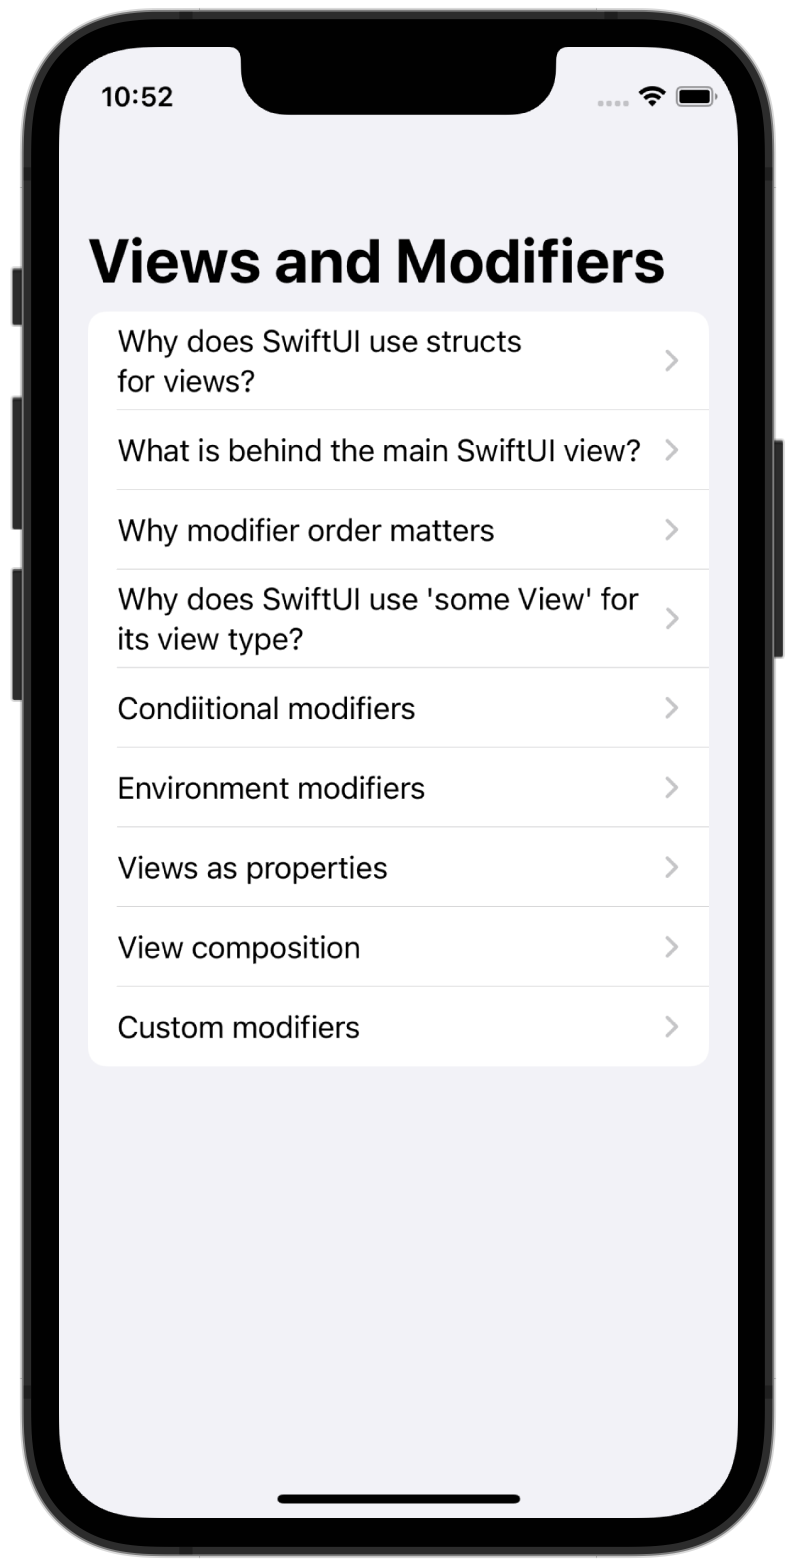 10:52
Views and Modifiers
Why does SwiftUI use structs
for views?
What is behind the main SwiftUI view?
Why modifier order matters
Why does SwiftUI use 'some View' for
its view type?
Condiitional modifiers
Environment modifiers
Views as properties
View composition
Custom modifiers